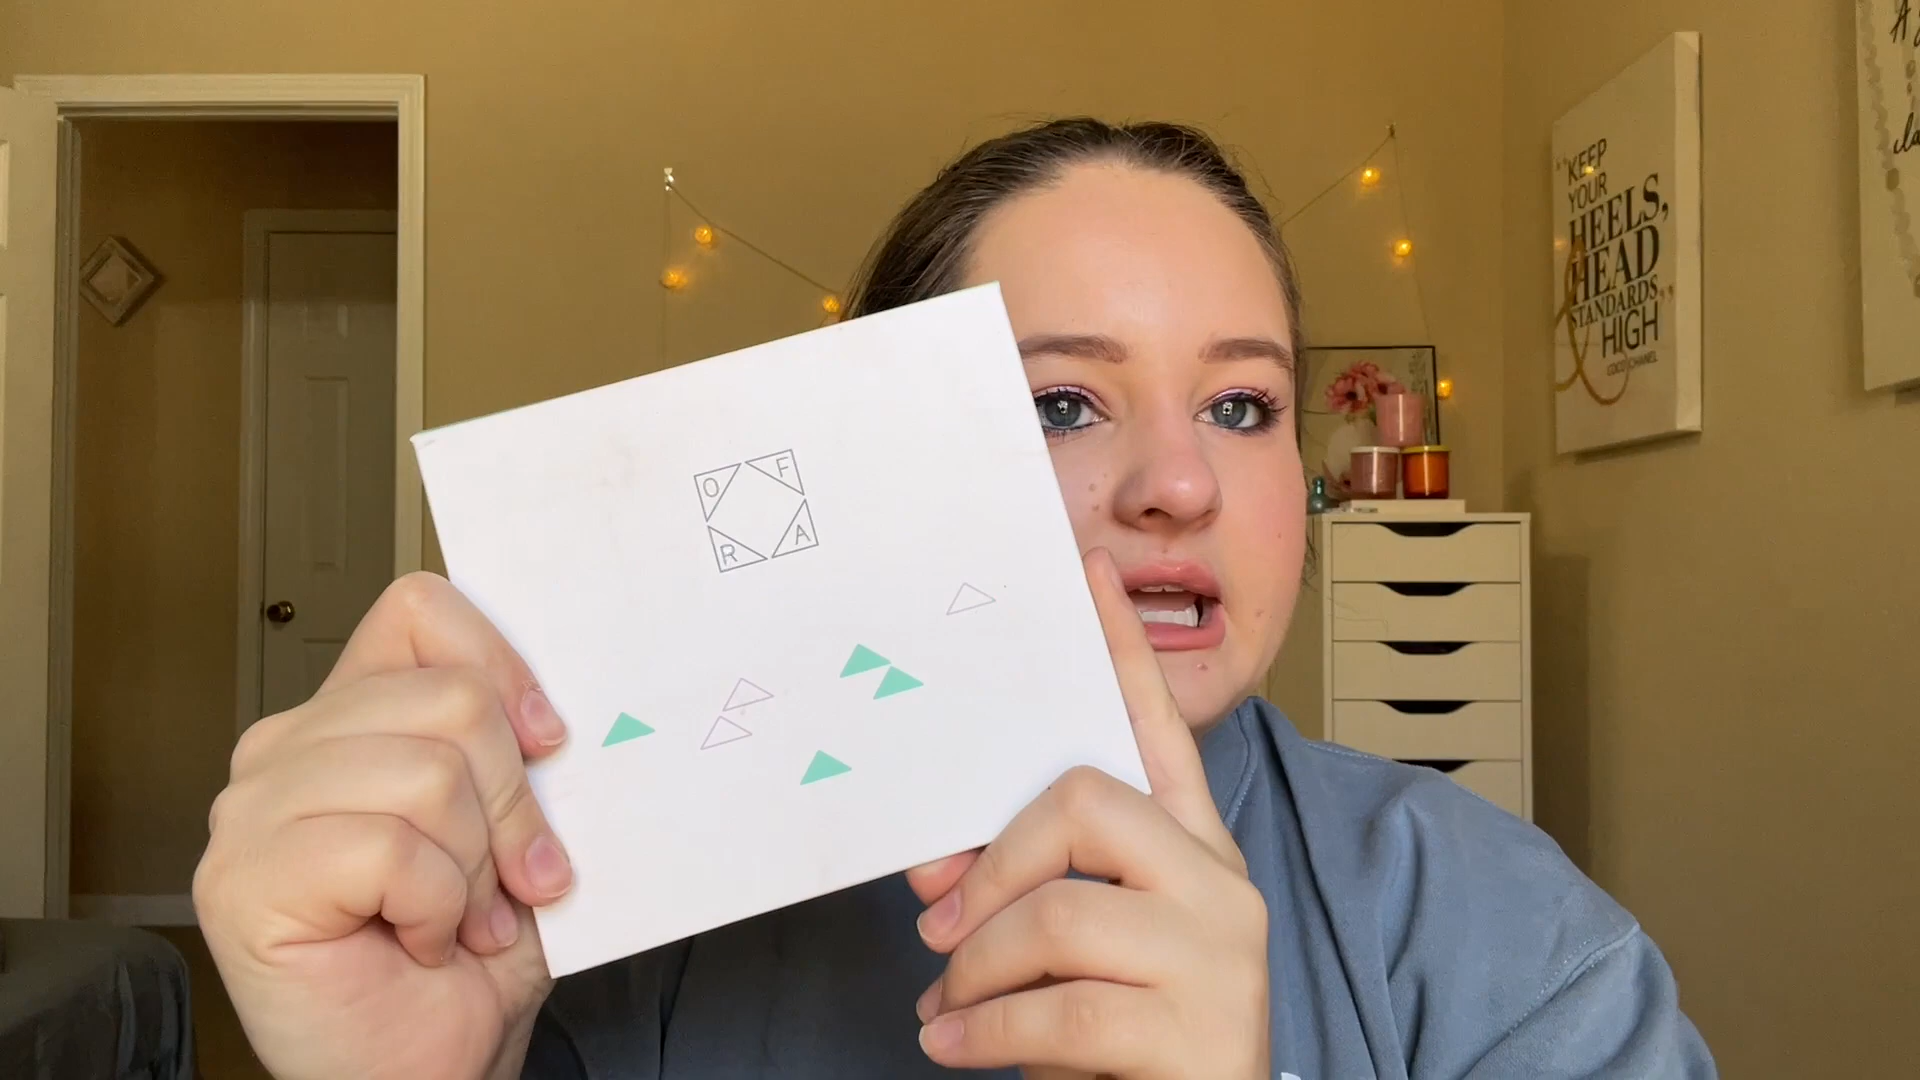 O F
R A
"KEEP
YOUR
HEELS,
HEAD
STANDARDS"
HIGH
COCO CHANEL
A